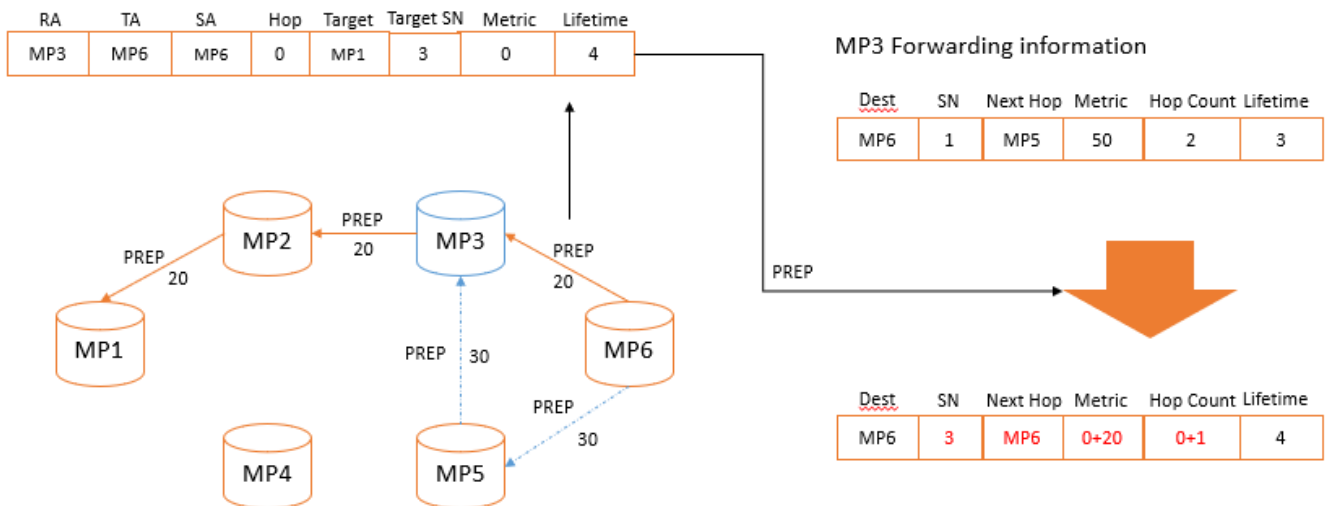 RA TA SA Hop Target Target SN Metric Lifetime
MP3 MP6 MP6 0 MP1 3 0 4
MP3 Forwarding information
Dest SN Next Hop Metric Hop Count Lifetime
MP6 1 MP5 50 2 3
PREP
MP2
PREP
20
MP3
PREP
20
PREP
20
MP1
MP6
PREP 30
PREP
30
MP4
MP5
PREP
Dest SN Next Hop Metric Hop Count Lifetime
MP6 3 MP6 0+20 0+1 4